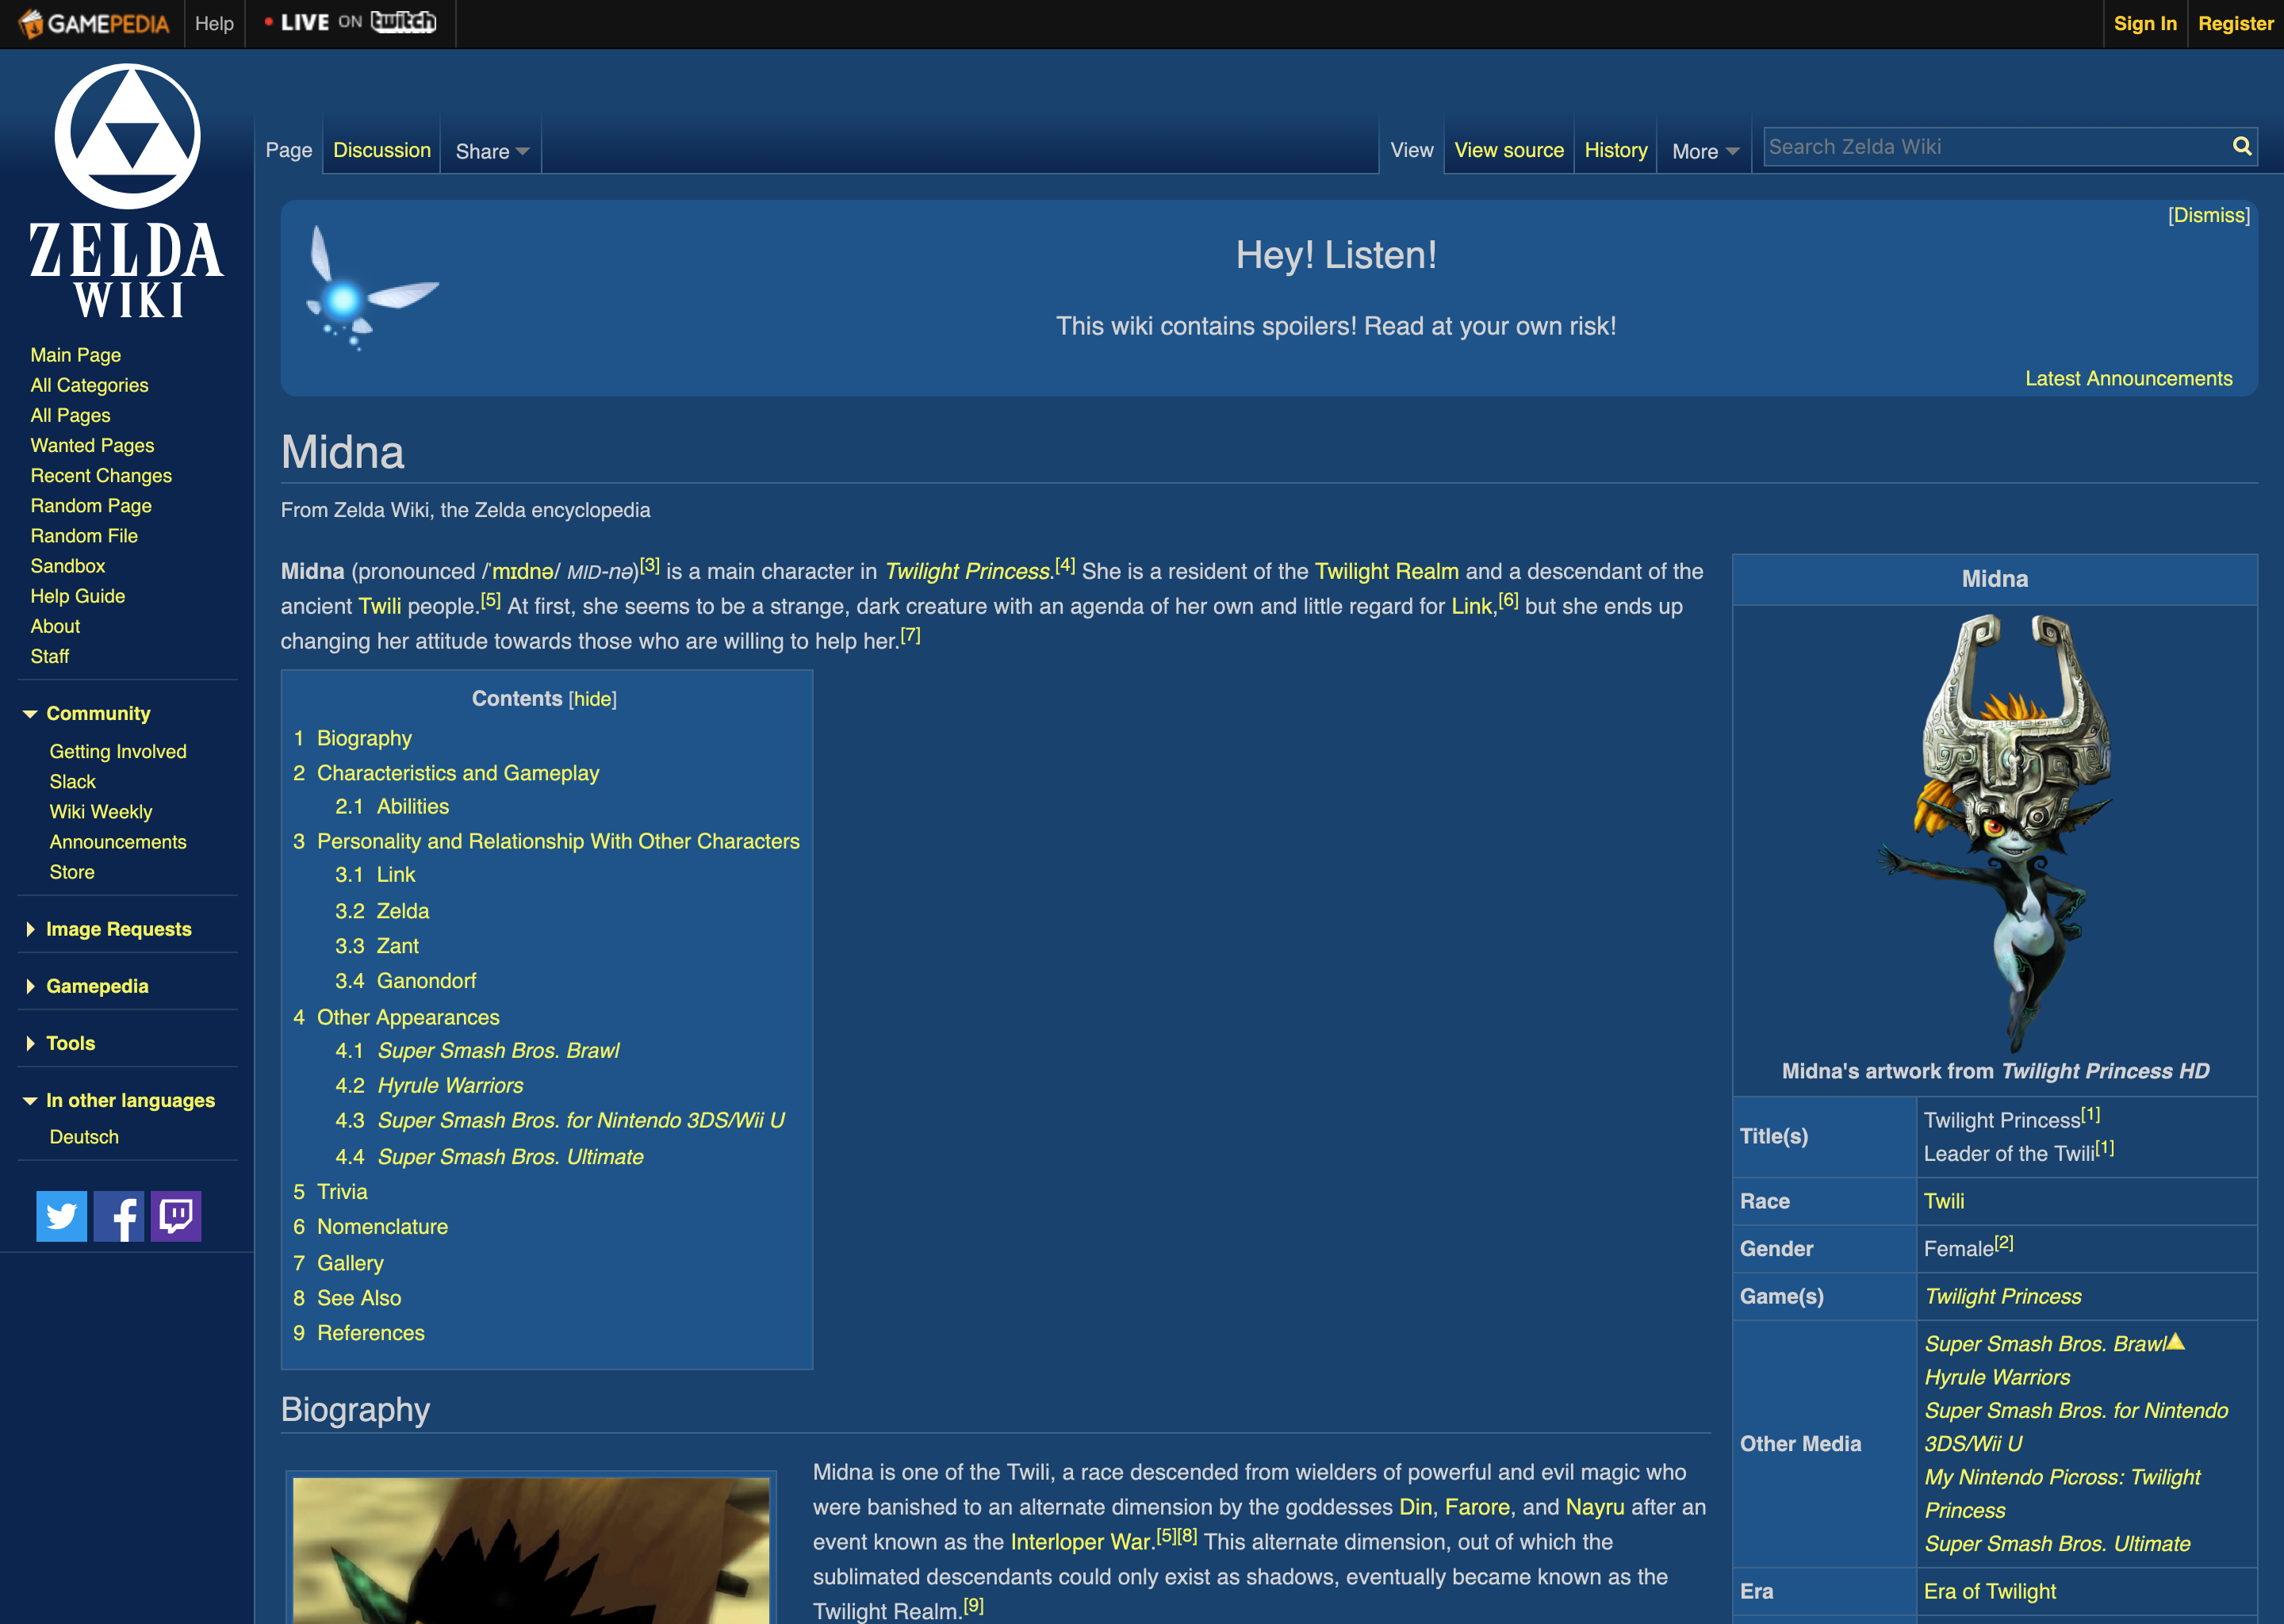 GAMEPEDIA
Help
LIVE ON twitch
Sign In
Register
ZELDA
WIKI
Main Page
All Categories
All Pages
Wanted Pages
Recent Changes
Random Page
Random File
Sandbox
Help Guide
About
Staff
Community
Getting Involved
Slack
Wiki Weekly
Announcements
Store
Image Requests
Gamepedia
Tools
In other languages
Deutsch
Page
Discussion
Share
View
View source
History
More
Search Zelda Wiki
[Dismiss]
Hey! Listen!
This wiki contains spoilers! Read at your own risk!
Latest Announcements
Midna
From Zelda Wiki, the Zelda encyclopedia
Midna (pronounced /ˈmɪdnə/ MID-nə)[3] is a main character in Twilight Princess.[4] She is a resident of the Twilight Realm and a descendant of the
ancient Twili people.[5] At first, she seems to be a strange, dark creature with an agenda of her own and little regard for Link,[6] but she ends up
changing her attitude towards those who are willing to help her.[7]
Contents [hide]
1 Biography
2 Characteristics and Gameplay
2.1 Abilities
3 Personality and Relationship With Other Characters
3.1 Link
3.2 Zelda
3.3 Zant
3.4 Ganondorf
4 Other Appearances
4.1 Super Smash Bros. Brawl
4.2 Hyrule Warriors
4.3 Super Smash Bros. for Nintendo 3DS/Wii U
4.4 Super Smash Bros. Ultimate
5 Trivia
6 Nomenclature
7 Gallery
8 See Also
9 References
Biography
Midna is one of the Twili, a race descended from wielders of powerful and evil magic who
were banished to an alternate dimension by the goddesses Din, Farore, and Nayru after an
event known as the Interloper War.[5][8] This alternate dimension, out of which the
sublimated descendants could only exist as shadows, eventually became known as the
Twilight Realm.[9]
Midna
Midna's artwork from Twilight Princess HD
Title(s)
Twilight Princess[1]
Leader of the Twili[1]
Race
Twili
Gender
Female[2]
Game(s)
Twilight Princess
Other Media
Super Smash Bros. Brawl
Hyrule Warriors
Super Smash Bros. for Nintendo
3DS/Wii U
My Nintendo Picross: Twilight
Princess
Super Smash Bros. Ultimate
Era
Era of Twilight